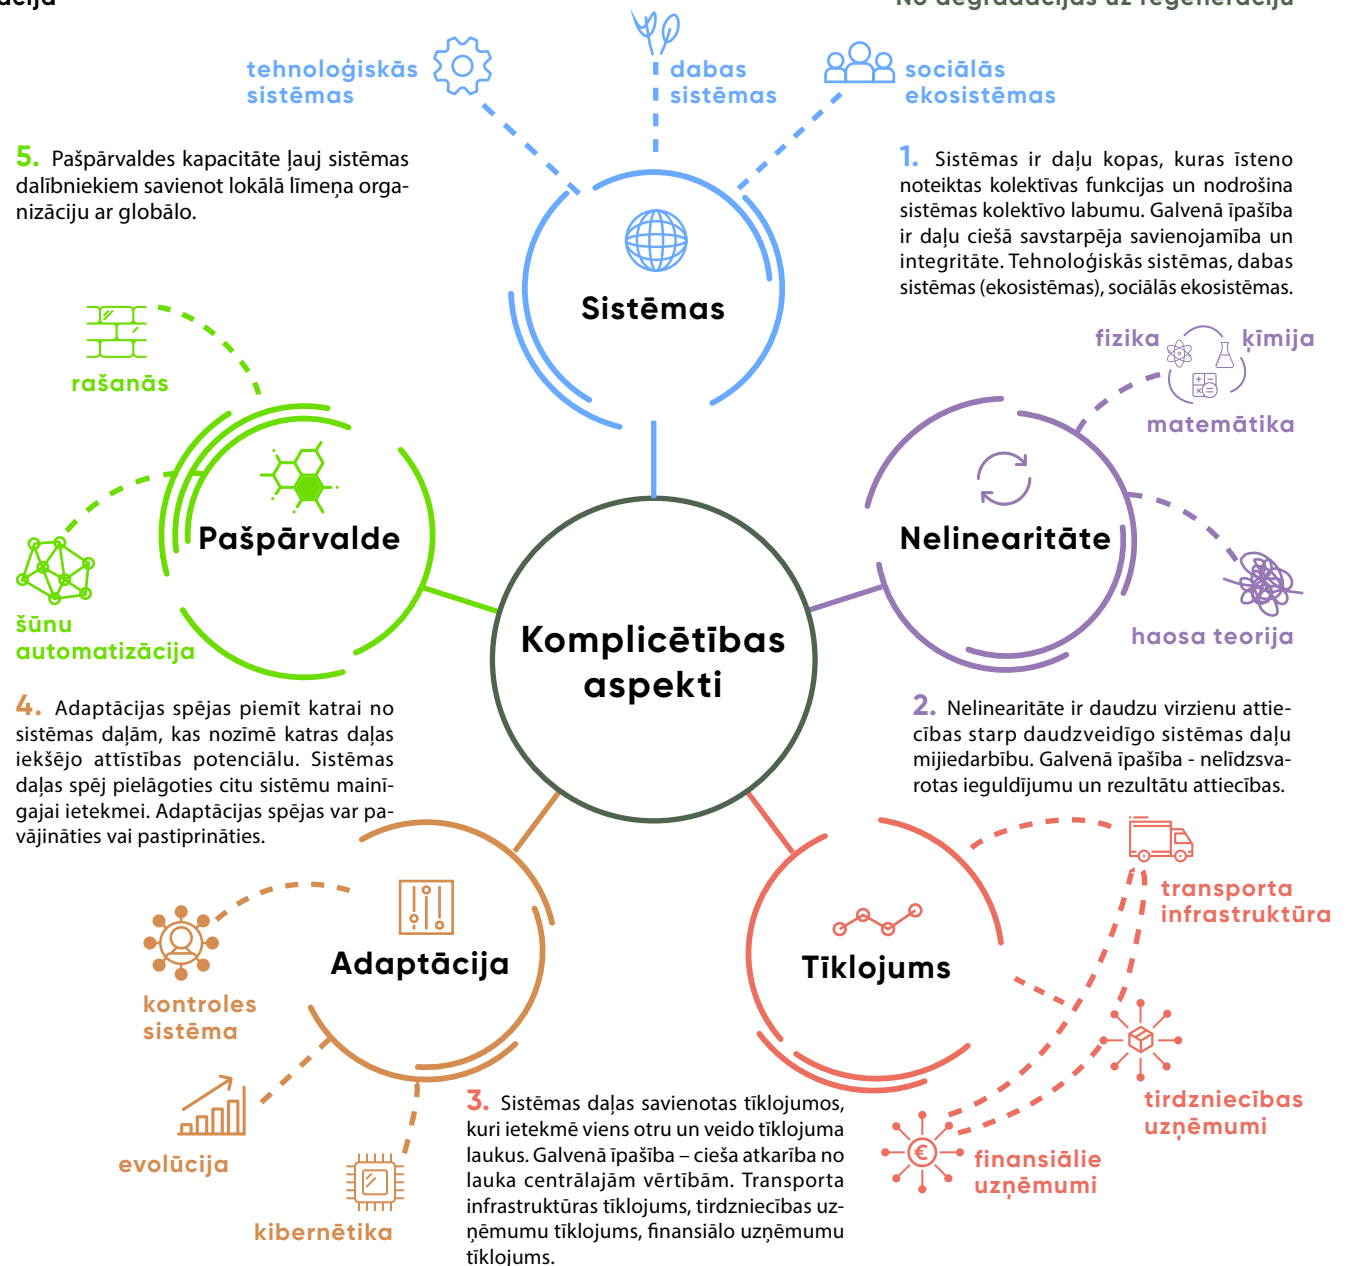 No degradācijas uz reģenerāciju
tehnoloģiskās
sistēmas
dabas
sistēmas
sociālās
ekosistēmas
5. Pašpārvaldes kapacitāte ļauj sistēmas
dalībniekiem savienot lokālā līmeņa orga-
nizāciju ar globālo.
1. Sistēmas ir daļu kopas, kuras īsteno
noteiktas kolektīvas funkcijas un nodrošina
sistēmas kolektīvo labumu. Galvenā īpašība
ir daļu ciešā savstarpēja savienojamība un
integritāte. Tehnoloģiskās sistēmas, dabas
sistēmas (ekosistēmas), sociālās ekosistēmas.
Sistēmas
fizika
ķīmija
matemātika
rašanās
Pašpārvalde
Nelinearitāte
šūnu
automatizācija
haosa teorija
Komplicētības
aspekti
4. Adaptācijas spējas piemīt katrai no
sistēmas daļām, kas nozīmē katras daļas
iekšējo attīstības potenciālu. Sistēmas
daļas spēj pielāgoties citu sistēmu mainī-
gajai ietekmei. Adaptācijas spējas var pa-
vājināties vai pastiprināties.
2. Nelinearitāte ir daudzu virzienu attie-
cības starp daudzveidīgo sistēmas daļu
mijiedarbību. Galvenā īpašība - nelīdzsva-
rotas ieguldījumu un rezultātu attiecības.
Adaptācija
Tīklojums
transporta
infrastruktūra
kontroles
sistēma
tirdzniecības
uzņēmumi
evolūcija
finansiālie
uzņēmumi
kibernētika
3. Sistēmas daļas savienotas tīklojumos,
kuri ietekmē viens otru un veido tīklojuma
laukus. Galvenā īpašība – cieša atkarība no
lauka centrālajām vērtībām. Transporta
infrastruktūras tīklojums, tirdzniecības uz-
ņēmumu tīklojums, finansiālo uzņēmumu
tīklojums.